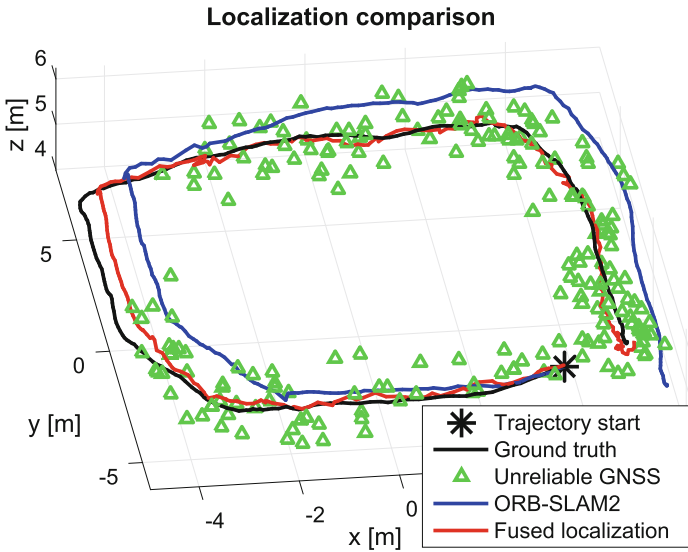 Localization comparison
6
5
4
z [m]
5
0
-5
y [m]
-4
-2
0
x [m]
Trajectory start
Ground truth
Unreliable GNSS
ORB-SLAM2
Fused localization